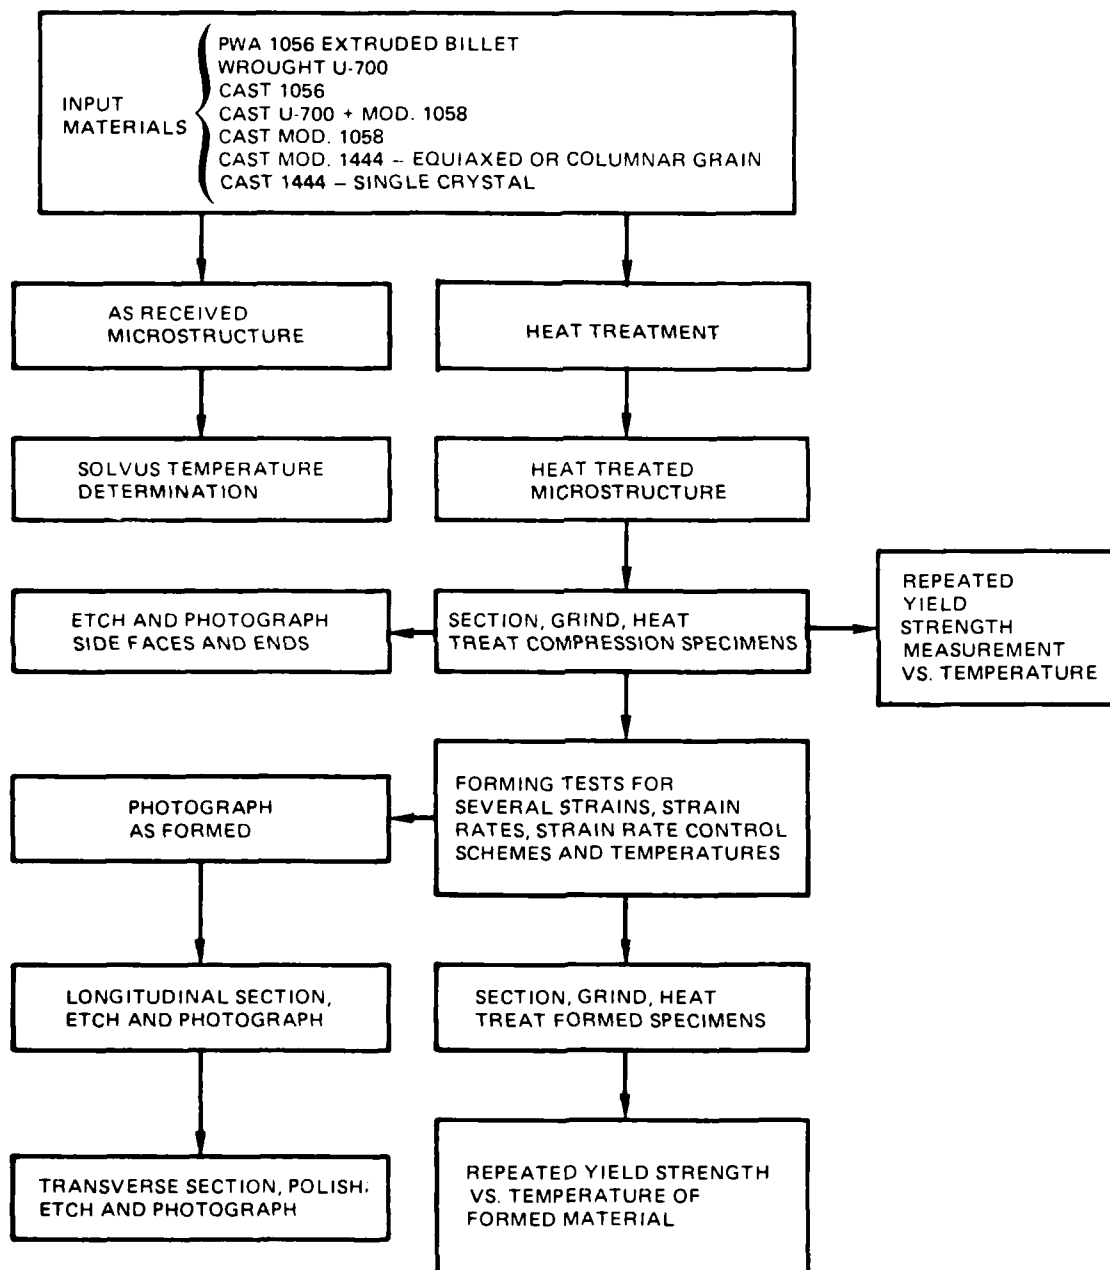 INPUT
MATERIALS
PWA 1056 EXTRUDED BILLET
WROUGHT U-700
CAST 1056
CAST U-700 + MOD. 1058
CAST MOD. 1058
CAST MOD. 1444 – EQUIAXED OR COLUMNAR GRAIN
CAST 1444 – SINGLE CRYSTAL
AS RECEIVED
MICROSTRUCTURE
HEAT TREATMENT
SOLVUS TEMPERATURE
DETERMINATION
HEAT TREATED
MICROSTRUCTURE
ETCH AND PHOTOGRAPH
SIDE FACES AND ENDS
SECTION, GRIND, HEAT
TREAT COMPRESSION SPECIMENS
REPEATED
YIELD
STRENGTH
MEASUREMENT
VS. TEMPERATURE
PHOTOGRAPH
AS FORMED
FORMING TESTS FOR
SEVERAL STRAINS, STRAIN
RATES, STRAIN RATE CONTROL
SCHEMES AND TEMPERATURES
LONGITUDINAL SECTION,
ETCH AND PHOTOGRAPH
SECTION, GRIND, HEAT
TREAT FORMED SPECIMENS
TRANSVERSE SECTION, POLISH,
ETCH AND PHOTOGRAPH
REPEATED YIELD STRENGTH
VS. TEMPERATURE OF
FORMED MATERIAL